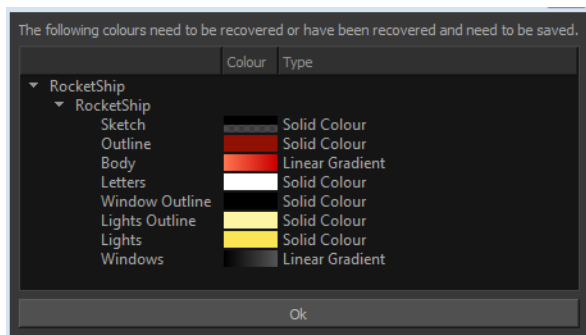 The following colours need to be recovered or have been recovered and need to be saved.
Colour Type
RocketShip
RocketShip
Sketch Solid Colour
Outline Solid Colour
Body Linear Gradient
Letters Solid Colour
Window Outline Solid Colour
Lights Outline Solid Colour
Lights Solid Colour
Windows Linear Gradient
Ok